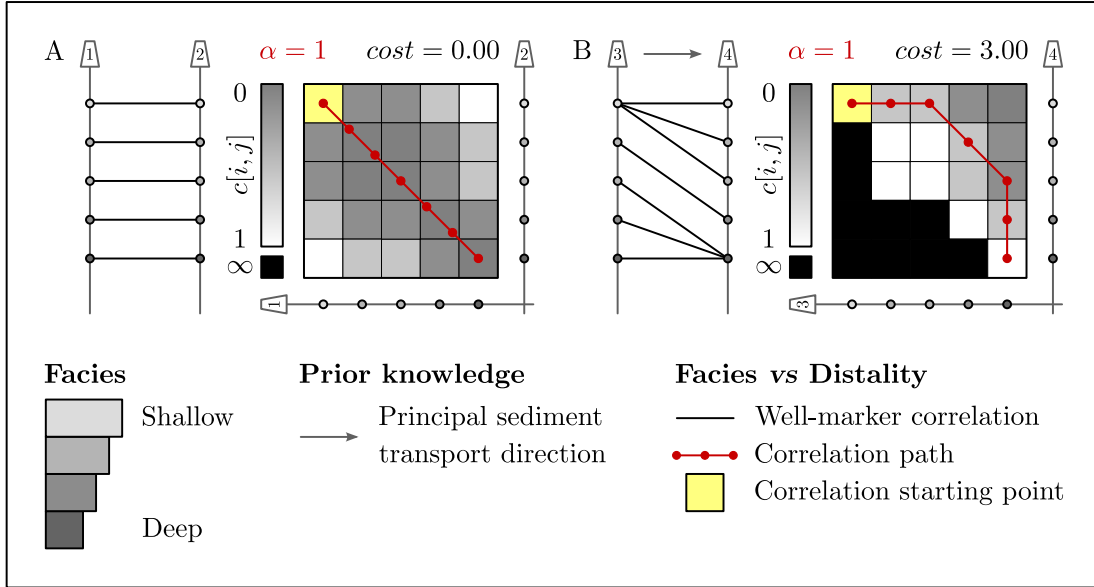 A 1 2 α = 1 cost = 0.00 2
0
c[i, j]
1
∞
1
B 3 4 α = 1 cost = 3.00 4
0
c[i, j]
1
∞
3
Facies
Shallow
Deep
Prior knowledge
Principal sediment
transport direction
Facies vs Distality
Well-marker correlation
Correlation path
Correlation starting point